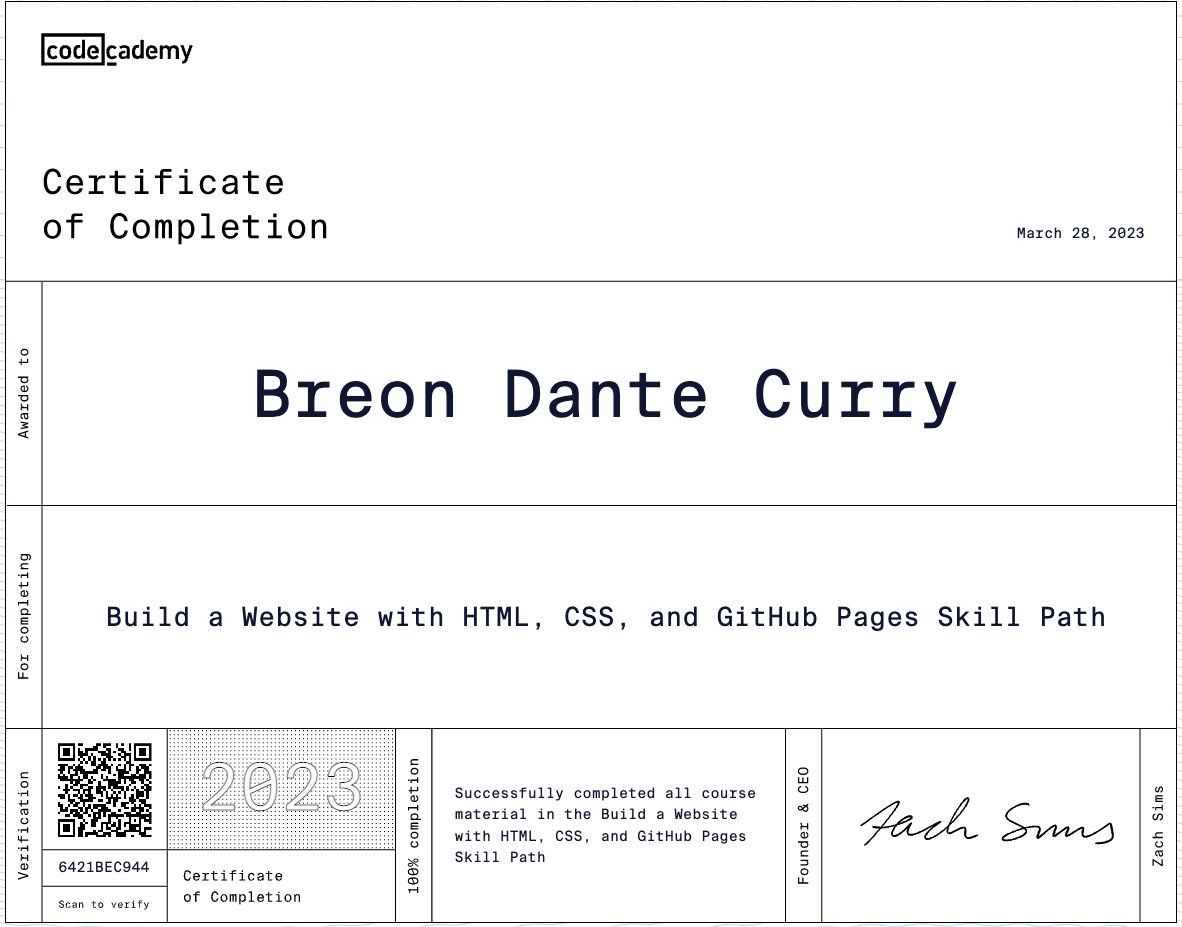 codecademy
Certificate
of Completion
March 28, 2023
Awarded to
Breon Dante Curry
For completing
Build a Website with HTML, CSS, and GitHub Pages Skill Path
Verification
6421BEC944
Scan to verify
2023
Certificate
of Completion
100% completion
Successfully completed all course
material in the Build a Website
with HTML, CSS, and GitHub Pages
Skill Path
Founder & CEO
Zach Sims
Zach Sims